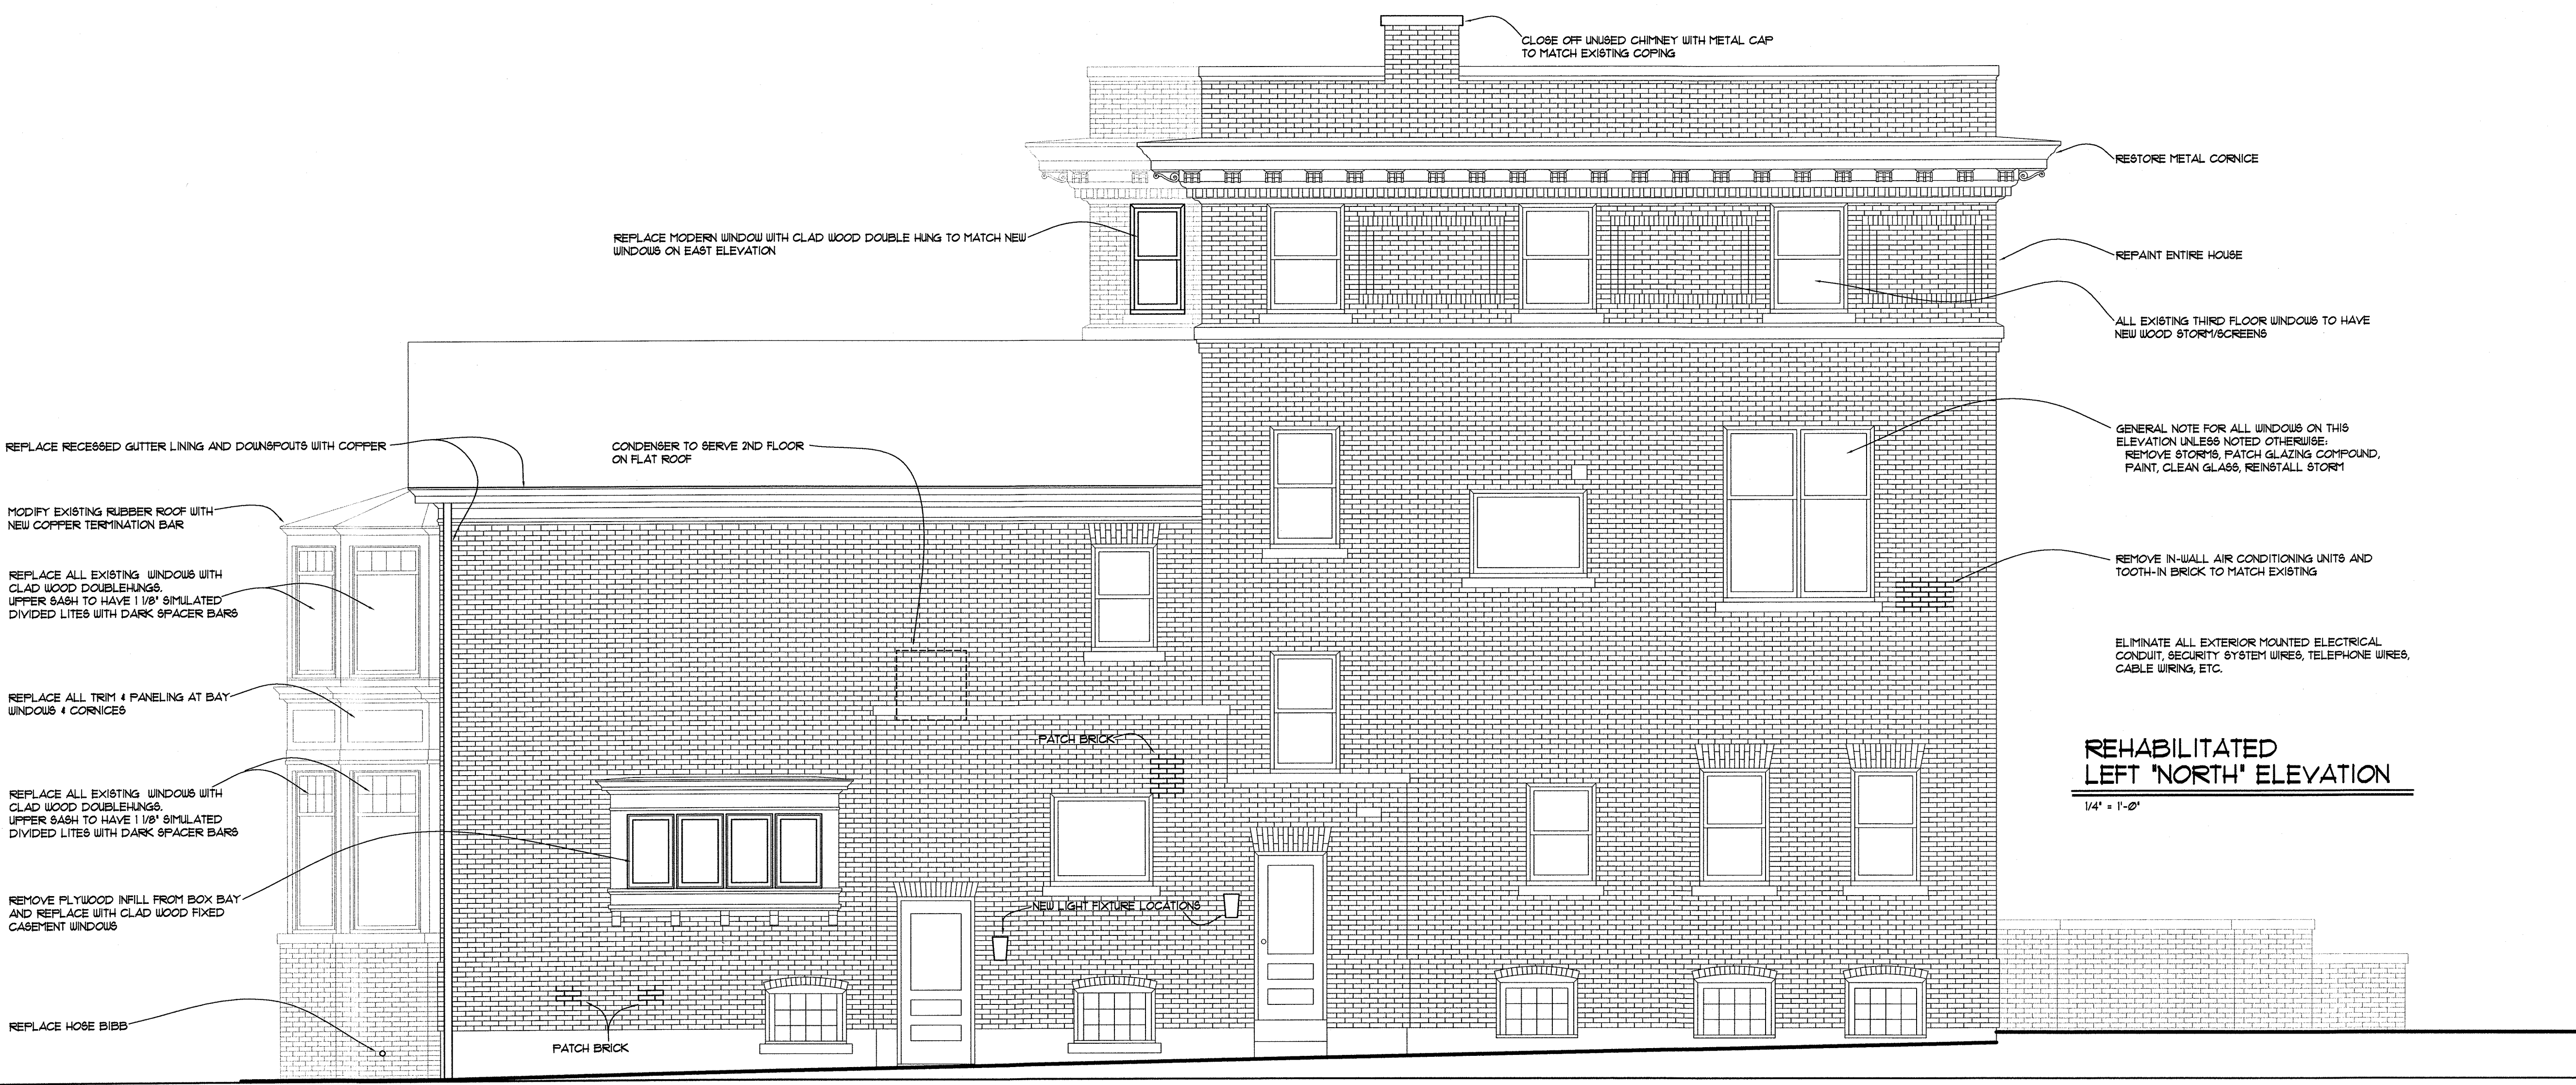 CLOSE OFF UNUSED CHIMNEY WITH METAL CAP
TO MATCH EXISTING COPING
RESTORE METAL CORNICE
REPLACE MODERN WINDOW WITH CLAD WOOD DOUBLE HUNG TO MATCH NEW
WINDOWS ON EAST ELEVATION
REPAINT ENTIRE HOUSE
ALL EXISTING THIRD FLOOR WINDOWS TO HAVE
NEW WOOD STORM/SCREENS
REPLACE RECESSED GUTTER LINING AND DOWNSPOUTS WITH COPPER
CONDENSER TO SERVE 2ND FLOOR
ON FLAT ROOF
GENERAL NOTE FOR ALL WINDOWS ON THIS
ELEVATION UNLESS NOTED OTHERWISE:
REMOVE STORMS, PATCH GLAZING COMPOUND,
PAINT, CLEAN GLASS, REINSTALL STORM
MODIFY EXISTING RUBBER ROOF WITH
NEW COPPER TERMINATION BAR
REPLACE ALL EXISTING WINDOWS WITH
CLAD WOOD DOUBLEHUNGS.
UPPER SASH TO HAVE 1 1/8" SIMULATED
DIVIDED LITES WITH DARK SPACER BARS
REMOVE IN-WALL AIR CONDITIONING UNITS AND
TOOTH-IN BRICK TO MATCH EXISTING
ELIMINATE ALL EXTERIOR MOUNTED ELECTRICAL
CONDUIT, SECURITY SYSTEM WIRES, TELEPHONE WIRES,
CABLE WIRING, ETC.
REPLACE ALL TRIM & PANELING AT BAY
WINDOWS & CORNICES
PATCH BRICK
REHABILITATED
LEFT "NORTH" ELEVATION
1/4" = 1'-0"
REPLACE ALL EXISTING WINDOWS WITH
CLAD WOOD DOUBLEHUNGS.
UPPER SASH TO HAVE 1 1/8" SIMULATED
DIVIDED LITES WITH DARK SPACER BARS
REMOVE PLYWOOD INFILL FROM BOX BAY
AND REPLACE WITH CLAD WOOD FIXED
CASEMENT WINDOWS
NEW LIGHT FIXTURE LOCATIONS
REPLACE HOSE BIBB
PATCH BRICK